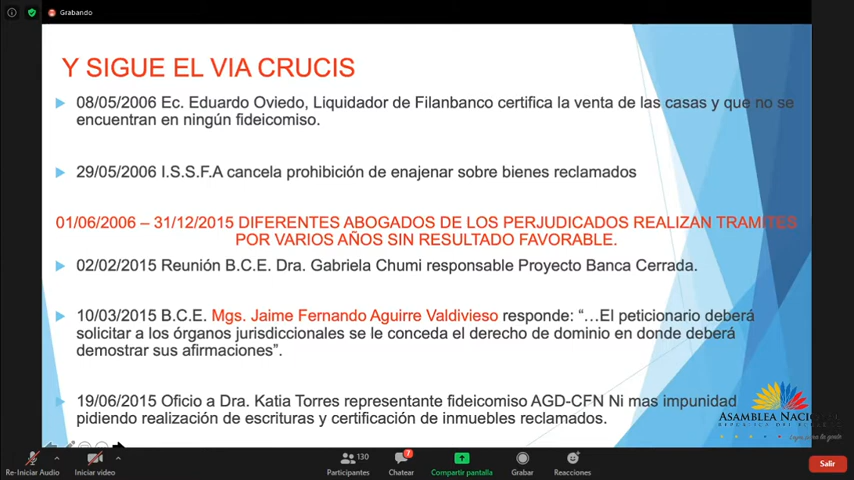 Grabando
Y SIGUE EL VIA CRUCIS
08/05/2006 Ec. Eduardo Oviedo, Liquidador de Filanbanco certifica la venta de las casas y que no se
encuentran en ningún fideicomiso.
29/05/2006 I.S.S.F.A cancela prohibición de enajenar sobre bienes reclamados
01/06/2006 – 31/12/2015 DIFERENTES ABOGADOS DE LOS PERJUDICADOS REALIZAN TRAMITES
POR VARIOS AÑOS SIN RESULTADO FAVORABLE.
02/02/2015 Reunión B.C.E. Dra. Gabriela Chumi responsable Proyecto Banca Cerrada.
10/03/2015 B.C.E. Mgs. Jaime Fernando Aguirre Valdivieso responde: “…El peticionario deberá
solicitar a los órganos jurisdiccionales se le conceda el derecho de dominio en donde deberá
demostrar sus afirmaciones”.
19/06/2015 Oficio a Dra. Katia Torres representante fideicomiso AGD-CFN Ni mas impunidad
pidiendo realización de escrituras y certificación de inmuebles reclamados.
ASAMBLEA NACIONAL
REPÚBLICA DEL ECUADOR
Re-Iniciar Audio
Iniciar video
130
Participantes
7
Chatear
Compartir pantalla
Grabar
Reacciones
Salir